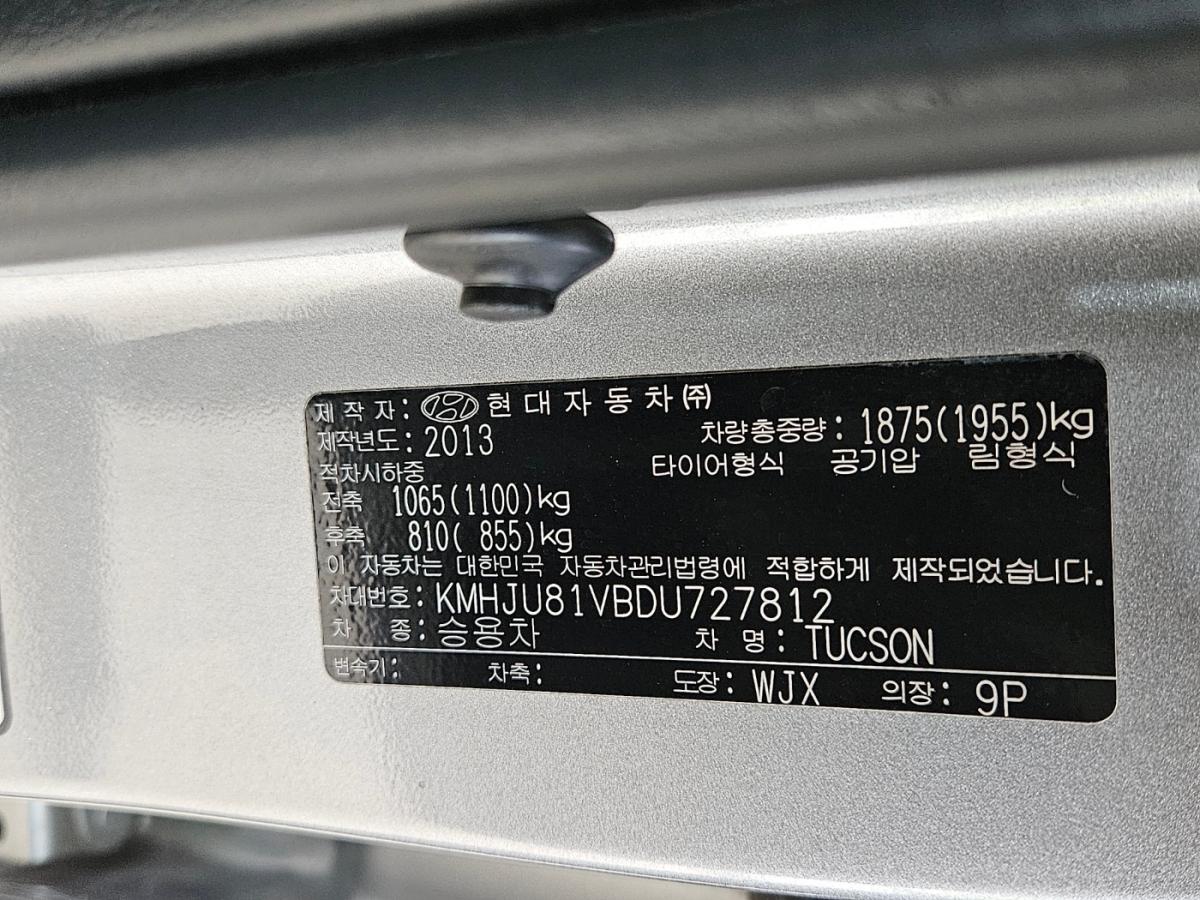 제 작 자 : 현 대 자 동 차 ㈜
제작년도 : 2013 차량총중량 : 1875(1955)kg
적차시하중 타이어형식 공기압 림형식
전축 1065(1100)kg
후축 810( 855)kg
이 자동차는 대한민국 자동차관리법령에 적합하게 제작되었습니다.
차대번호 : KMHJU81VBDU727812
차 종 : 승용차 차 명 : TUCSON
변속기 : 차축 : 도장 : WJX 의장 : 9P